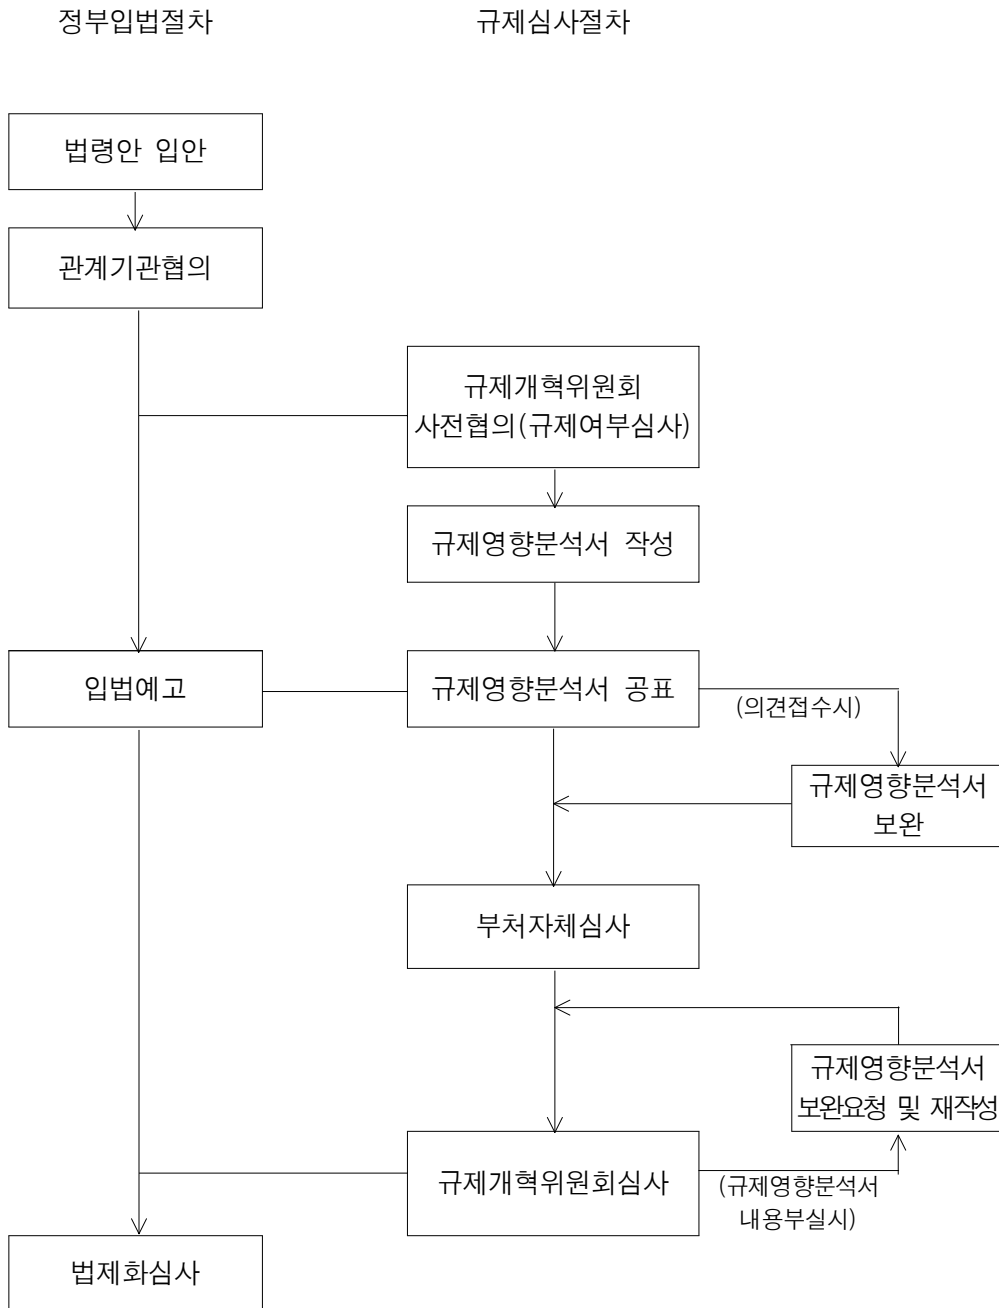 정부입법절차
규제심사절차
법령안 입안
관계기관협의
규제개혁위원회
사전협의(규제여부심사)
규제영향분석서 작성
입법예고
규제영향분석서 공표
(의견접수시)
규제영향분석서
보완
부처자체심사
규제영향분석서
보완요청 및 재작성
규제개혁위원회심사
(규제영향분석서
내용부실시)
법제화심사